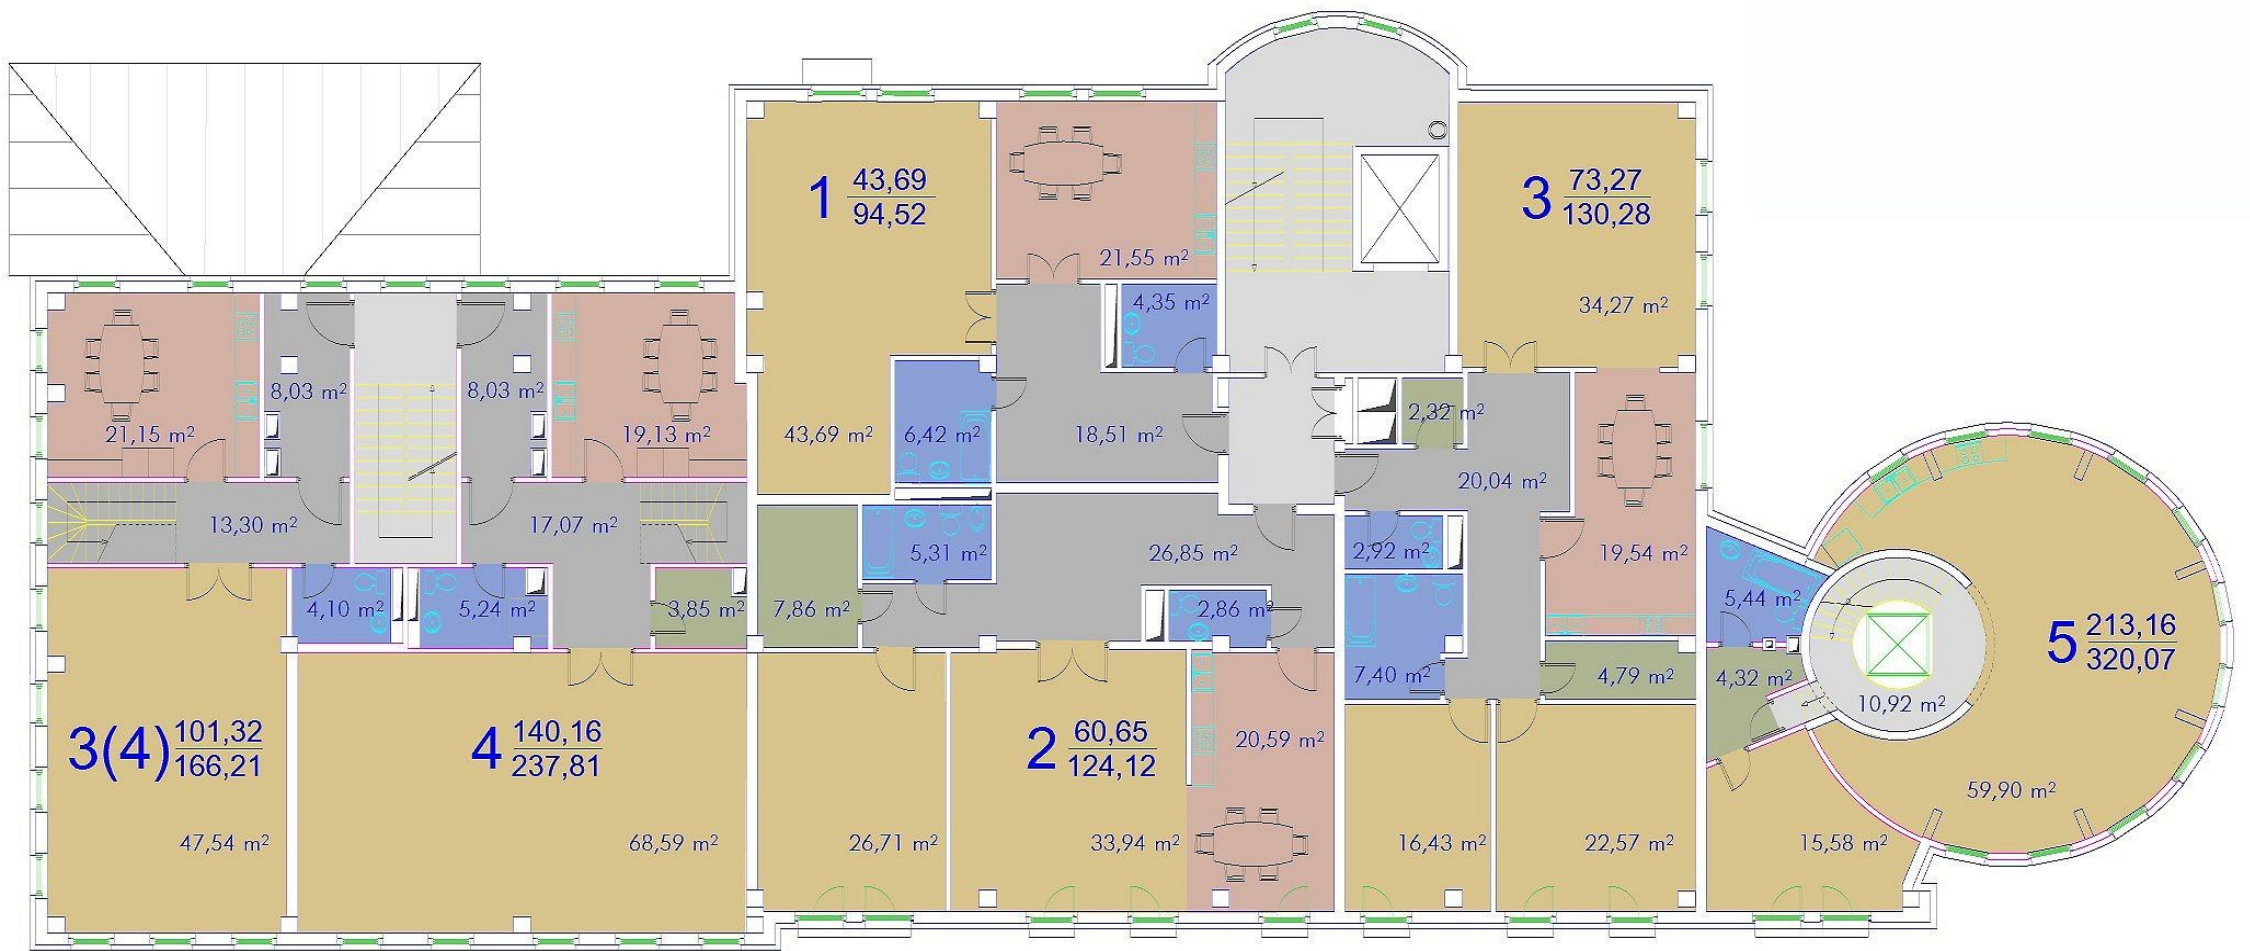 1 43,69
94,52
3 73,27
130,28
21,55 m²
4,35 m²
34,27 m²
8,03 m²
8,03 m²
21,15 m²
19,13 m²
43,69 m²
6,42 m²
18,51 m²
2,32 m²
20,04 m²
13,30 m²
17,07 m²
5,31 m²
26,85 m²
2,92 m²
19,54 m²
4,10 m²
5,24 m²
3,85 m²
7,86 m²
2,86 m²
5,44 m²
5 213,16
320,07
7,40 m²
4,79 m²
4,32 m²
10,92 m²
3(4) 101,32
166,21
4 140,16
237,81
2 60,65
124,12
20,59 m²
59,90 m²
47,54 m²
68,59 m²
26,71 m²
33,94 m²
16,43 m²
22,57 m²
15,58 m²